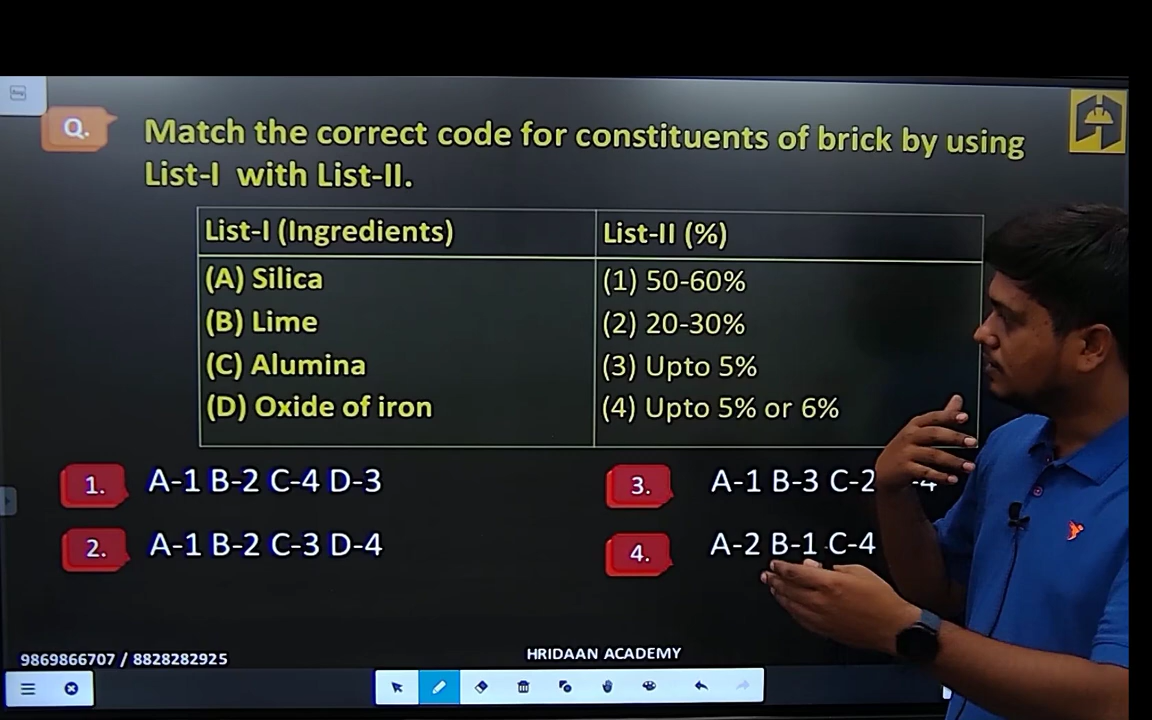 Q.
Match the correct code for constituents of brick by using
List-I with List-II.
List-I (Ingredients) List-II (%)
(A) Silica (1) 50-60%
(B) Lime (2) 20-30%
(C) Alumina (3) Upto 5%
(D) Oxide of iron (4) Upto 5% or 6%
1. A-1 B-2 C-4 D-3
3. A-1 B-3 C-2 -4
2. A-1 B-2 C-3 D-4
4. A-2 B-1 C-4
9869866707 / 8828282925
HRIDAAN ACADEMY